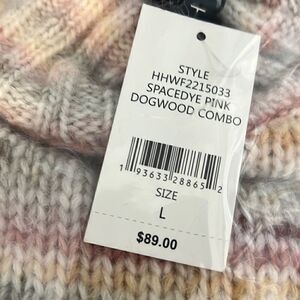 STYLE
HHWF2215033
SPACEDYE PINK
DOGWOOD COMBO
1 93633 28865 2
SIZE
L
$89.00